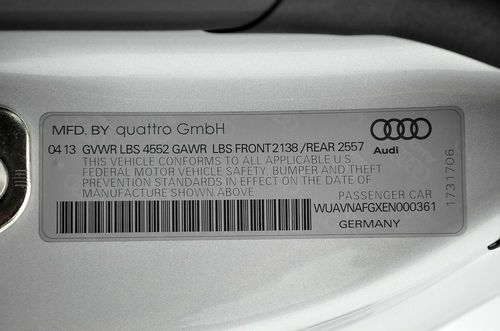 MFD. BY quattro GmbH
04 13 GVWR LBS 4552 GAWR LBS FRONT 2138 /REAR 2557
THIS VEHICLE CONFORMS TO ALL APPLICABLE U.S.
FEDERAL MOTOR VEHICLE SAFETY, BUMPER AND THEFT
PREVENTION STANDARDS IN EFFECT ON THE DATE OF
MANUFACTURE SHOWN ABOVE
PASSENGER CAR
WUAVNAFGXEN000361
GERMANY
Audi
1731706